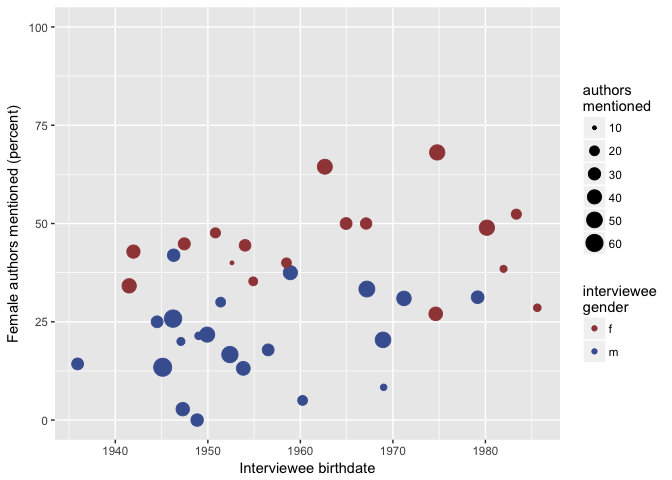 100
75
50
25
0
Female authors mentioned (percent)
1940 1950 1960 1970 1980
Interviewee birthdate
authors
mentioned
10
20
30
40
50
60
interviewee
gender
f
m